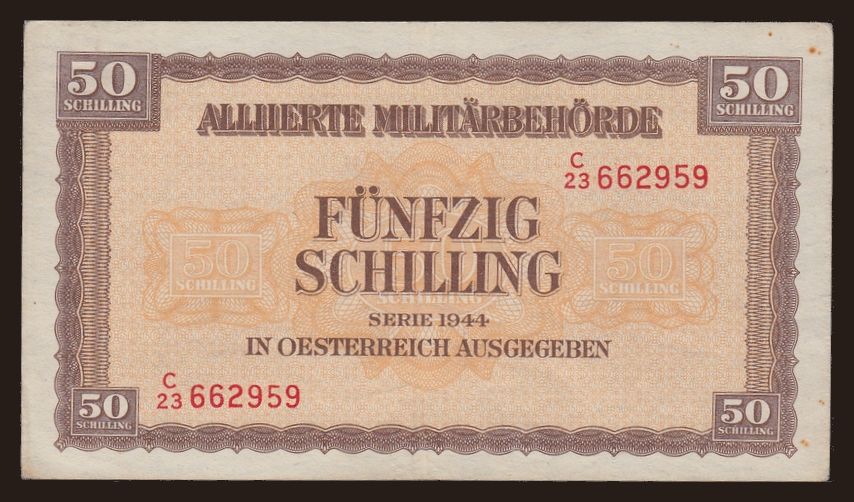 50
SCHILLING
50
SCHILLING
ALLIIERTE MILITÄRBEHÖRDE
C
23 662959
FÜNFZIG
SCHILLING
50
SCHILLING
50
SCHILLING
50
SCHILLING
SERIE 1944
IN OESTERREICH AUSGEGEBEN
C
23 662959
50
SCHILLING
50
SCHILLING